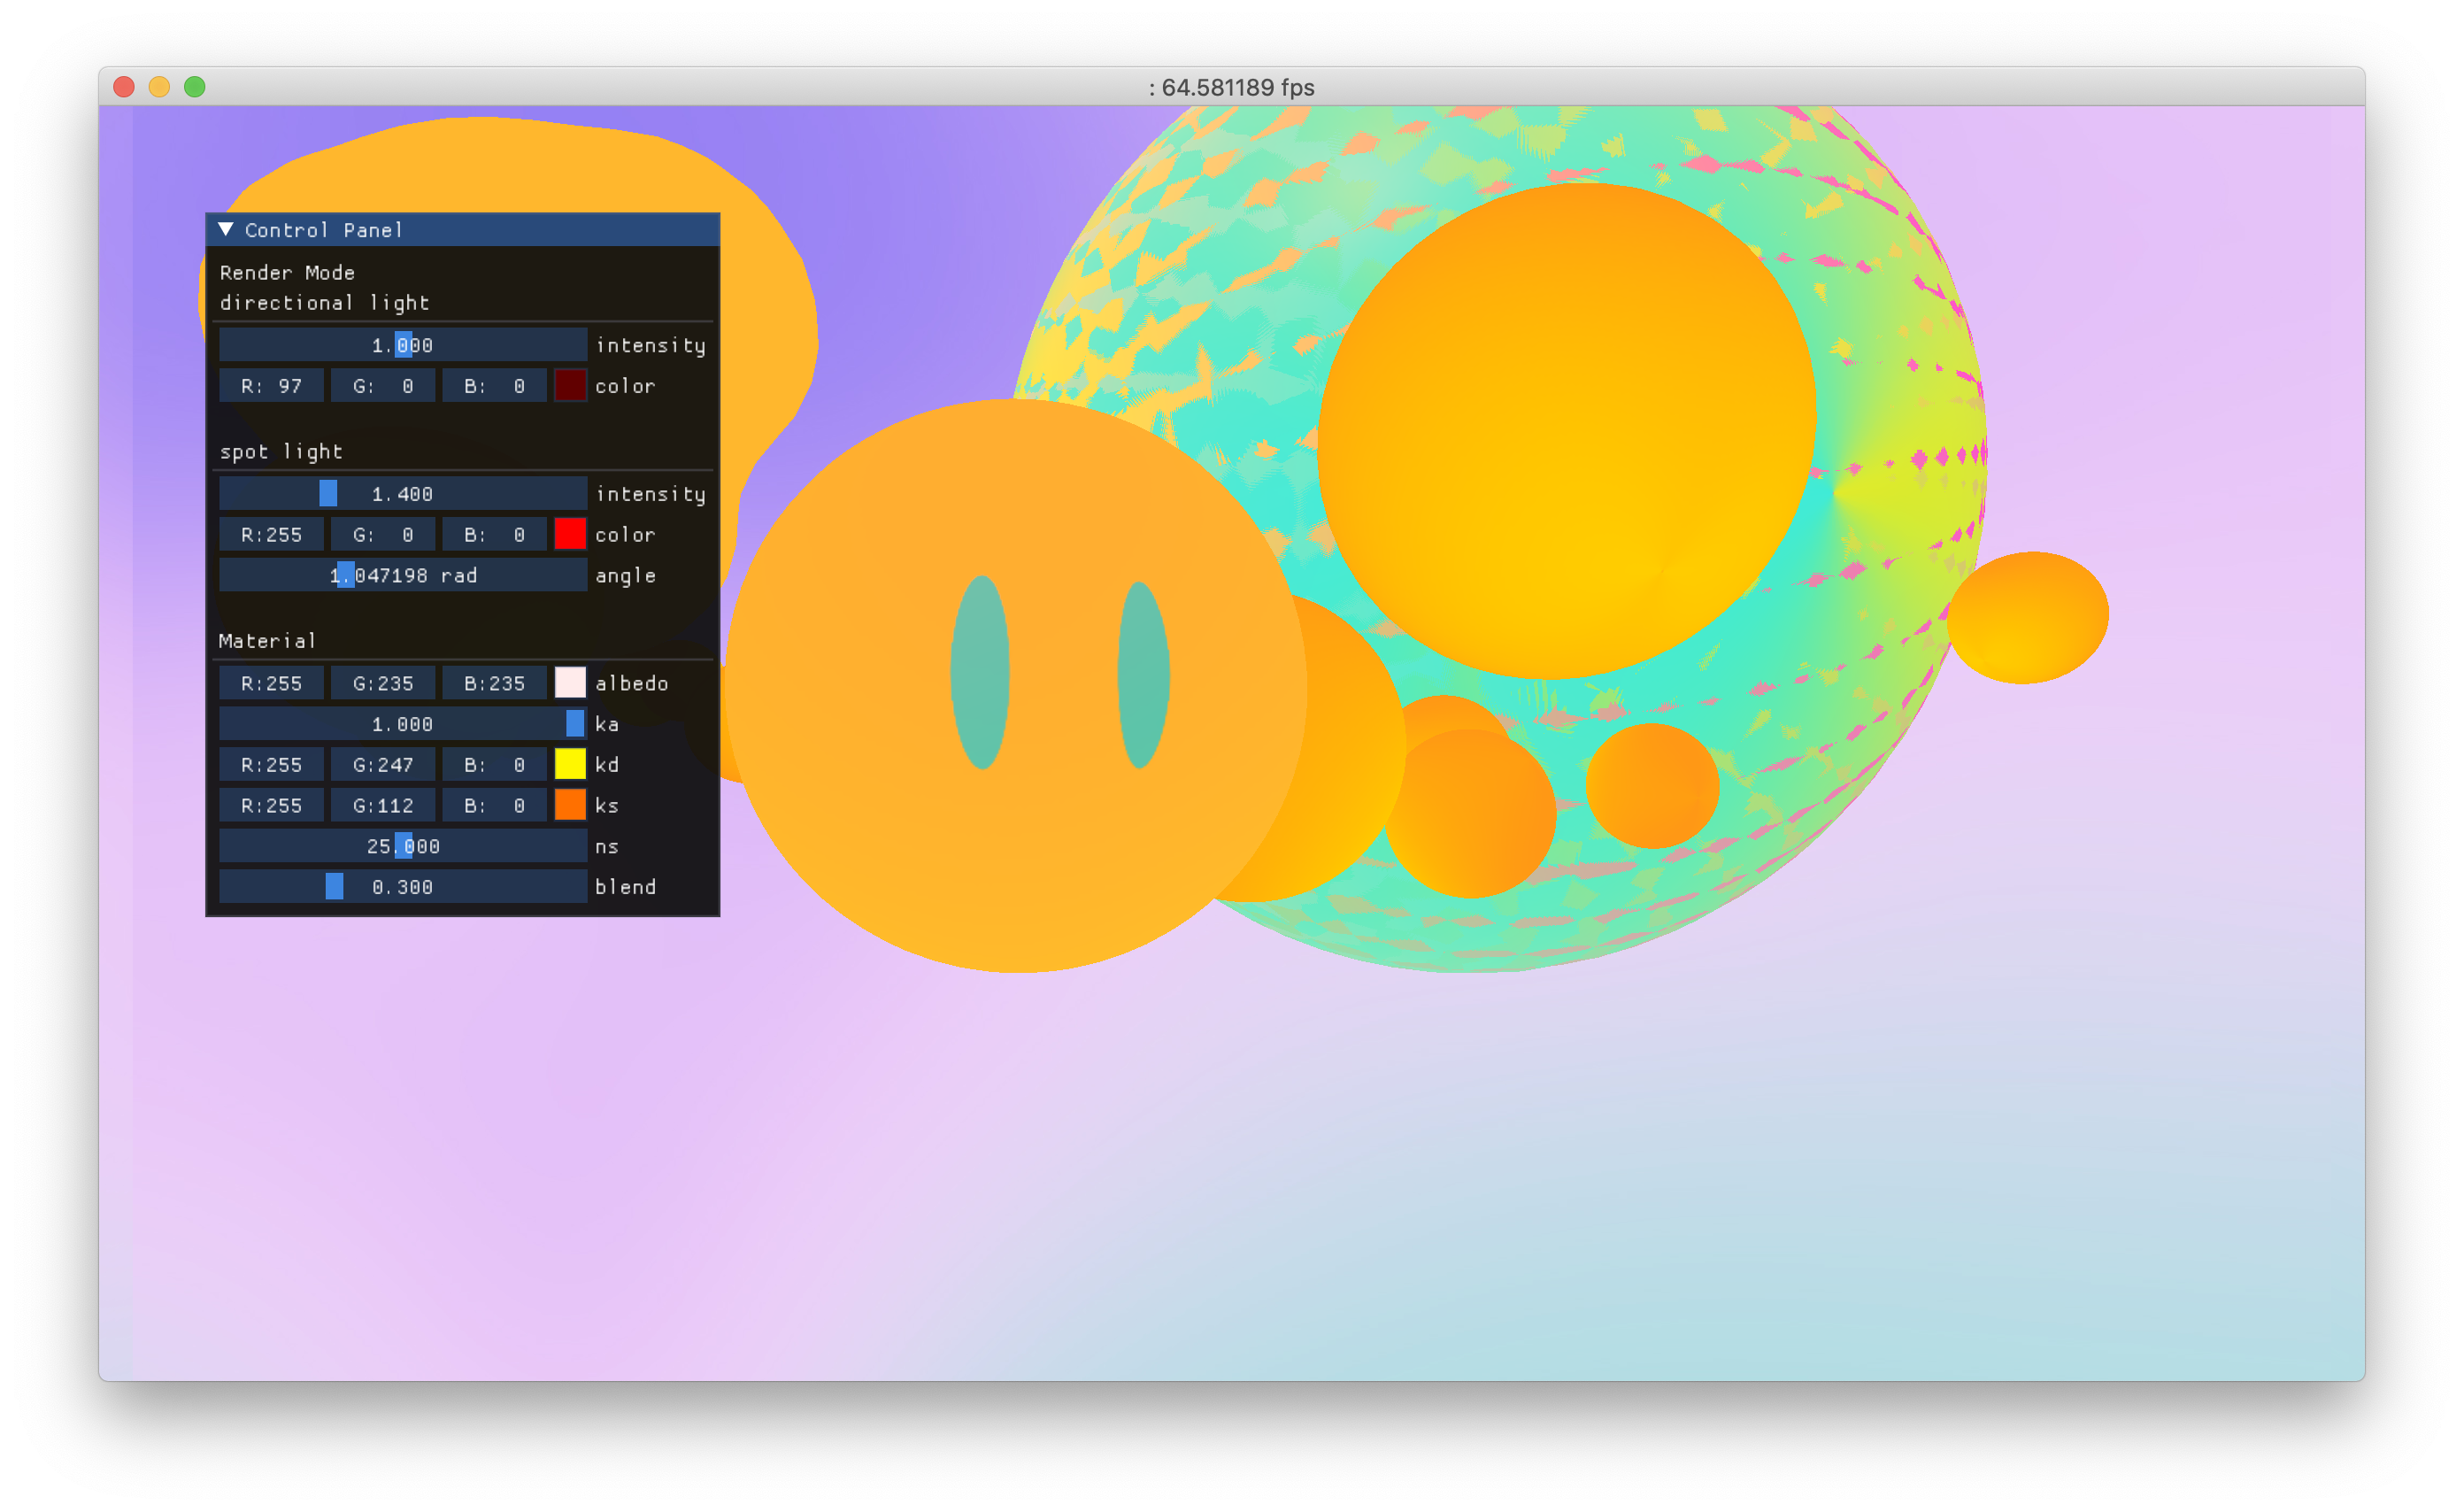 : 64.581189 fps
Control Panel
Render Mode
directional light
1.000 intensity
R: 97 G: 0 B: 0 color
spot light
1.400 intensity
R:255 G: 0 B: 0 color
1.047198 rad angle
Material
R:255 G:235 B:235 albedo
1.000 ka
R:255 G:247 B: 0 kd
R:255 G:112 B: 0 ks
25.000 ns
0.300 blend